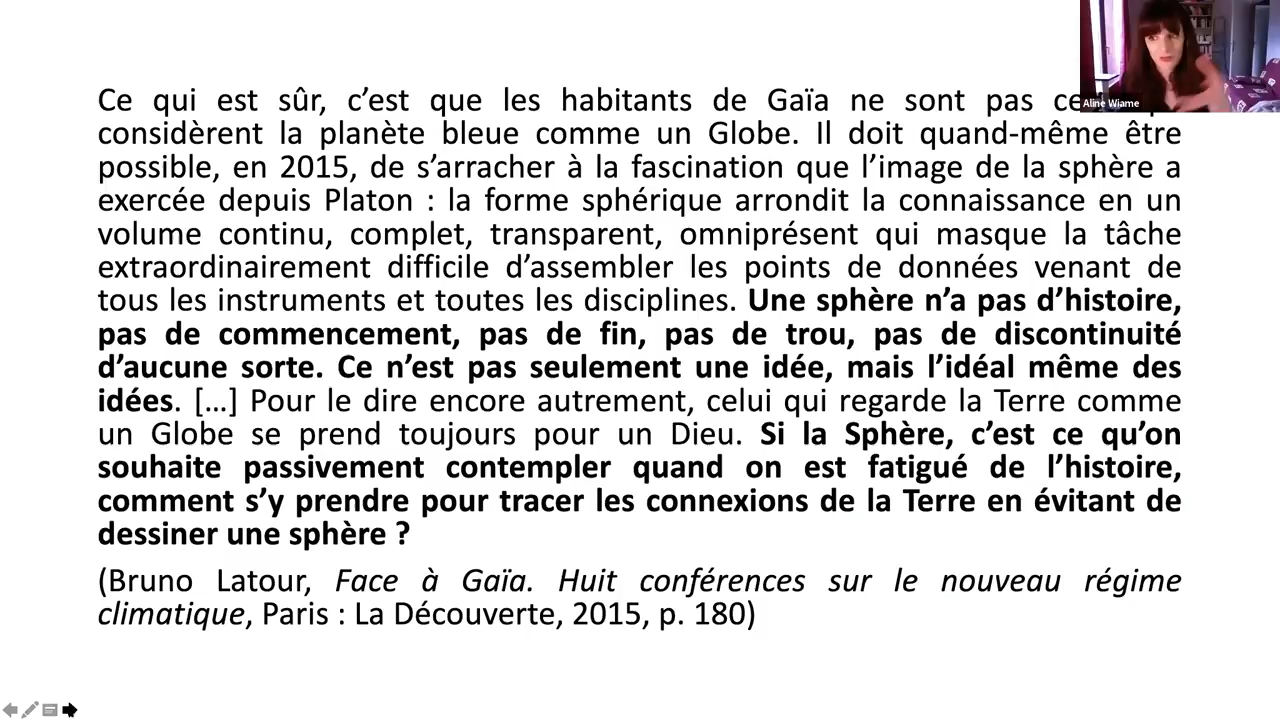 Ce qui est sûr, c’est que les habitants de Gaïa ne sont pas
considèrent la planète bleue comme un Globe. Il doit quand-même être
possible, en 2015, de s’arracher à la fascination que l’image de la sphère a
exercée depuis Platon : la forme sphérique arrondit la connaissance en un
volume continu, complet, transparent, omniprésent qui masque la tâche
extraordinairement difficile d’assembler les points de données venant de
tous les instruments et toutes les disciplines. Une sphère n’a pas d’histoire,
pas de commencement, pas de fin, pas de trou, pas de discontinuité
d’aucune sorte. Ce n’est pas seulement une idée, mais l’idéal même des
idées. […] Pour le dire encore autrement, celui qui regarde la Terre comme
un Globe se prend toujours pour un Dieu. Si la Sphère, c’est ce qu’on
souhaite passivement contempler quand on est fatigué de l’histoire,
comment s’y prendre pour tracer les connexions de la Terre en évitant de
dessiner une sphère ?
(Bruno Latour, Face à Gaïa. Huit conférences sur le nouveau régime
climatique, Paris : La Découverte, 2015, p. 180)
Aline Wiame